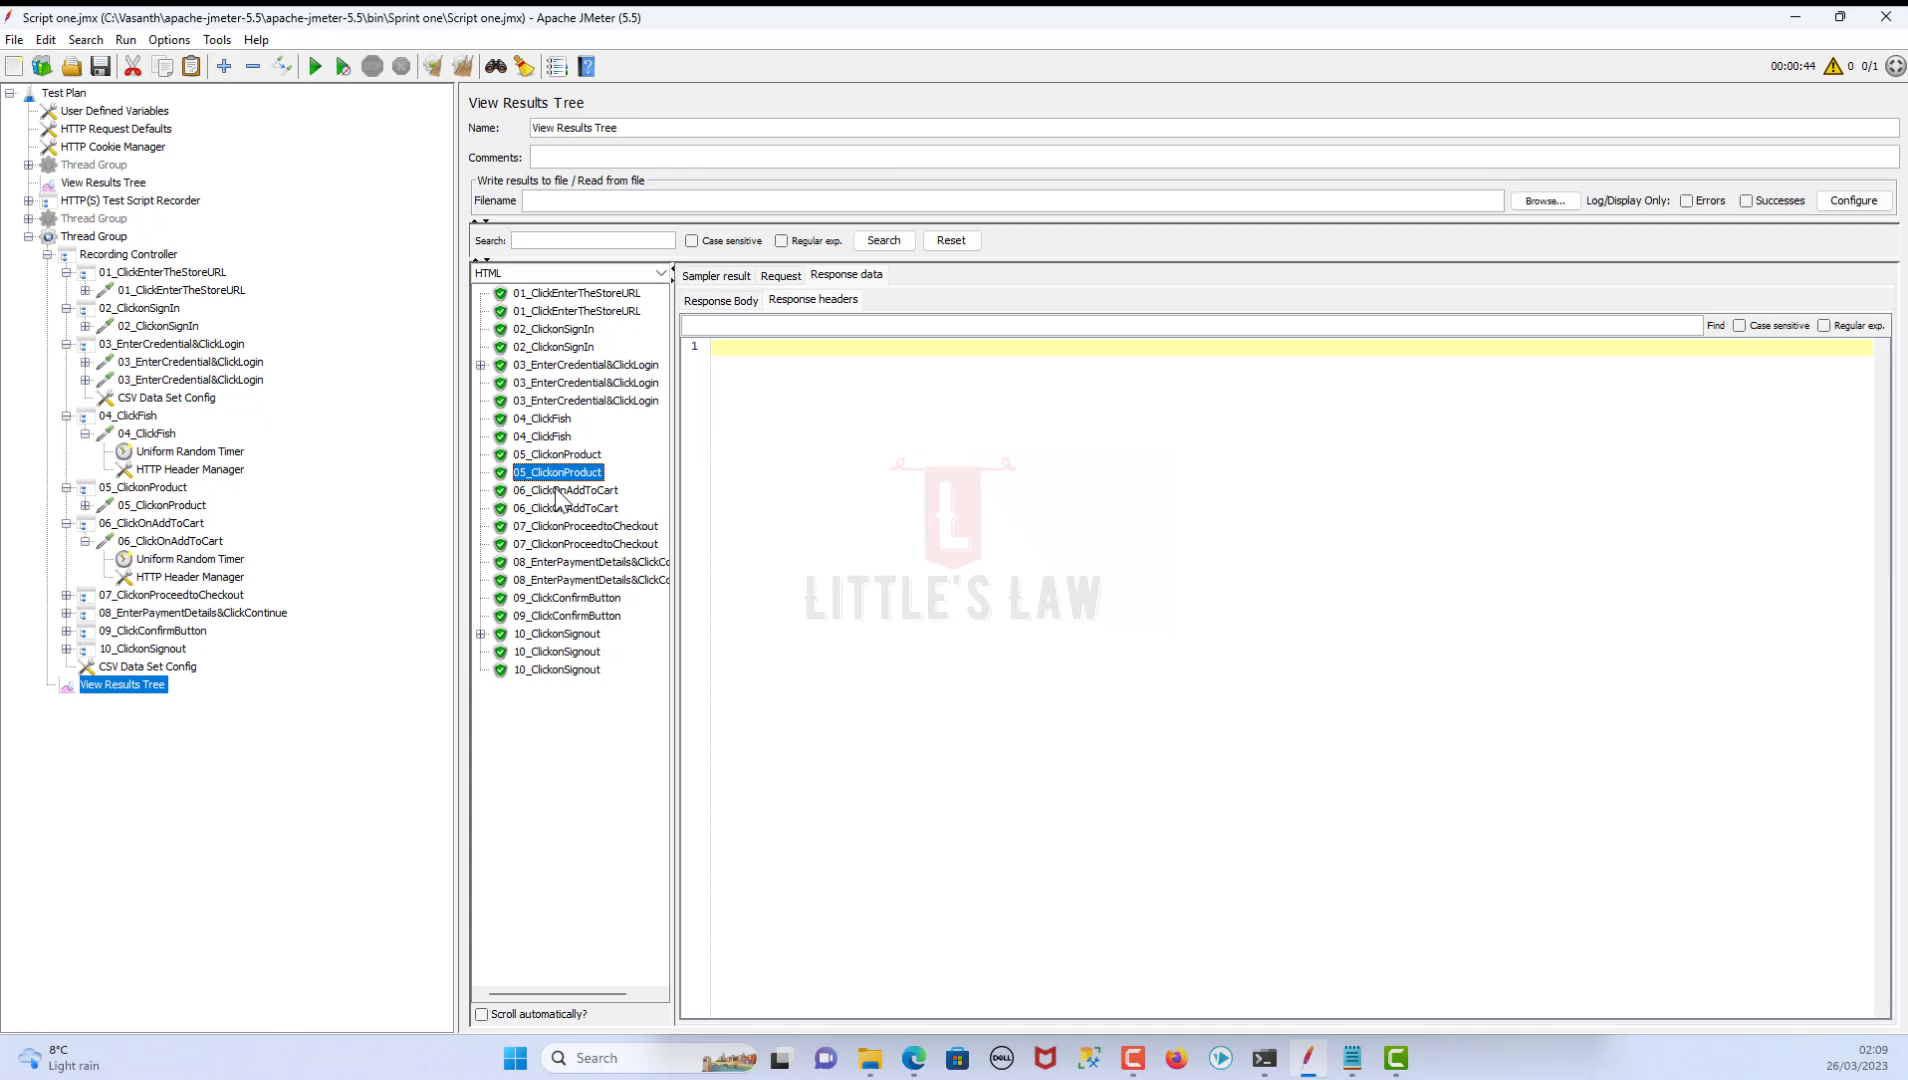 Script one.jmx (C:\Vasanth\apache-jmeter-5.5\apache-jmeter-5.5\bin\Sprint one\Script one.jmx) - Apache JMeter (5.5)
File Edit Search Run Options Tools Help
00:00:44 0 0/1
Test Plan
User Defined Variables
HTTP Request Defaults
HTTP Cookie Manager
Thread Group
View Results Tree
HTTP(S) Test Script Recorder
Thread Group
Thread Group
Recording Controller
01_ClickEnterTheStoreURL
01_ClickEnterTheStoreURL
02_ClickonSignIn
02_ClickonSignIn
03_EnterCredential&ClickLogin
03_EnterCredential&ClickLogin
03_EnterCredential&ClickLogin
CSV Data Set Config
04_ClickFish
04_ClickFish
Uniform Random Timer
HTTP Header Manager
05_ClickonProduct
05_ClickonProduct
06_ClickOnAddToCart
06_ClickOnAddToCart
Uniform Random Timer
HTTP Header Manager
07_ClickonProceedtoCheckout
08_EnterPaymentDetails&ClickContinue
09_ClickConfirmButton
10_ClickonSignout
CSV Data Set Config
View Results Tree
View Results Tree
Name: View Results Tree
Comments:
Write results to file / Read from file
Filename Browse... Log/Display Only: Errors Successes Configure
Search: Case sensitive Regular exp. Search Reset
HTML
01_ClickEnterTheStoreURL
01_ClickEnterTheStoreURL
02_ClickonSignIn
02_ClickonSignIn
03_EnterCredential&ClickLogin
03_EnterCredential&ClickLogin
03_EnterCredential&ClickLogin
04_ClickFish
04_ClickFish
05_ClickonProduct
05_ClickonProduct
06_ClickOnAddToCart
06_ClickOnAddToCart
07_ClickonProceedtoCheckout
07_ClickonProceedtoCheckout
08_EnterPaymentDetails&ClickCo
08_EnterPaymentDetails&ClickCo
09_ClickConfirmButton
09_ClickConfirmButton
10_ClickonSignout
10_ClickonSignout
10_ClickonSignout
Scroll automatically?
Sampler result Request Response data
Response Body Response headers
Find Case sensitive Regular exp.
1
L
LITTLE'S LAW
8°C
Light rain
Search
DELL
02:09
26/03/2023